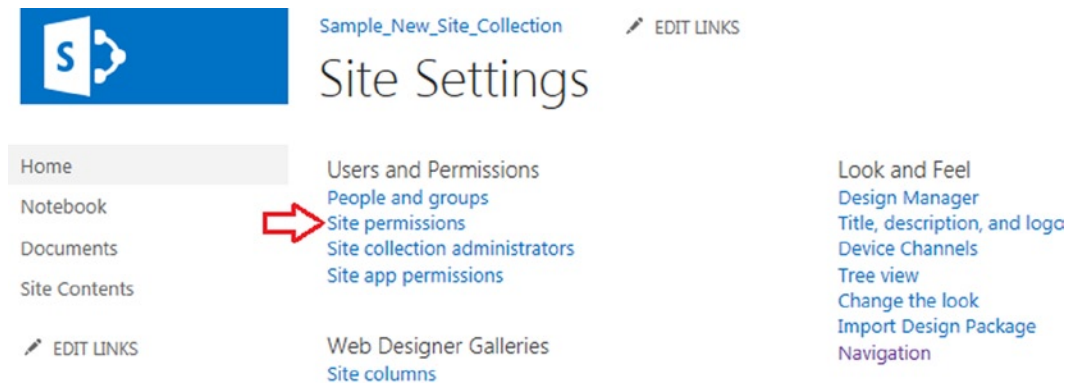 S
Sample_New_Site_Collection
EDIT LINKS
Site Settings
Home
Notebook
Documents
Site Contents
EDIT LINKS
Users and Permissions
People and groups
Site permissions
Site collection administrators
Site app permissions
Web Designer Galleries
Site columns
Look and Feel
Design Manager
Title, description, and logo
Device Channels
Tree view
Change the look
Import Design Package
Navigation